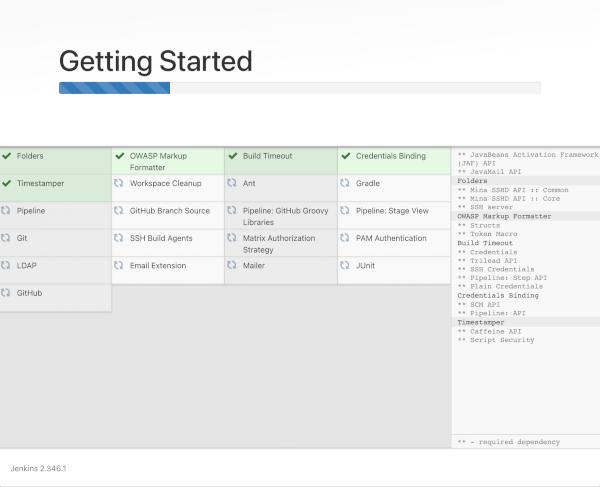 Getting Started
Folders
OWASP Markup
Formatter
Build Timeout
Credentials Binding
Timestamper
Workspace Cleanup
Ant
Gradle
Pipeline
GitHub Branch Source
Pipeline: GitHub Groovy
Libraries
Pipeline: Stage View
Git
SSH Build Agents
Matrix Authorization
Strategy
PAM Authentication
LDAP
Email Extension
Mailer
JUnit
GitHub
** JavaBeans Activation Framework
(JAF) API
** JavaMail API
Folders
** Mina SSHD API :: Common
** Mina SSHD API :: Core
** SSH server
OWASP Markup Formatter
** Structs
** Token Macro
Build Timeout
** Credentials
** Trilead API
** SSH Credentials
** Pipeline: Step API
** Plain Credentials
Credentials Binding
** SCM API
** Pipeline: API
Timestamper
** Caffeine API
** Script Security
** - required dependency
Jenkins 2.346.1